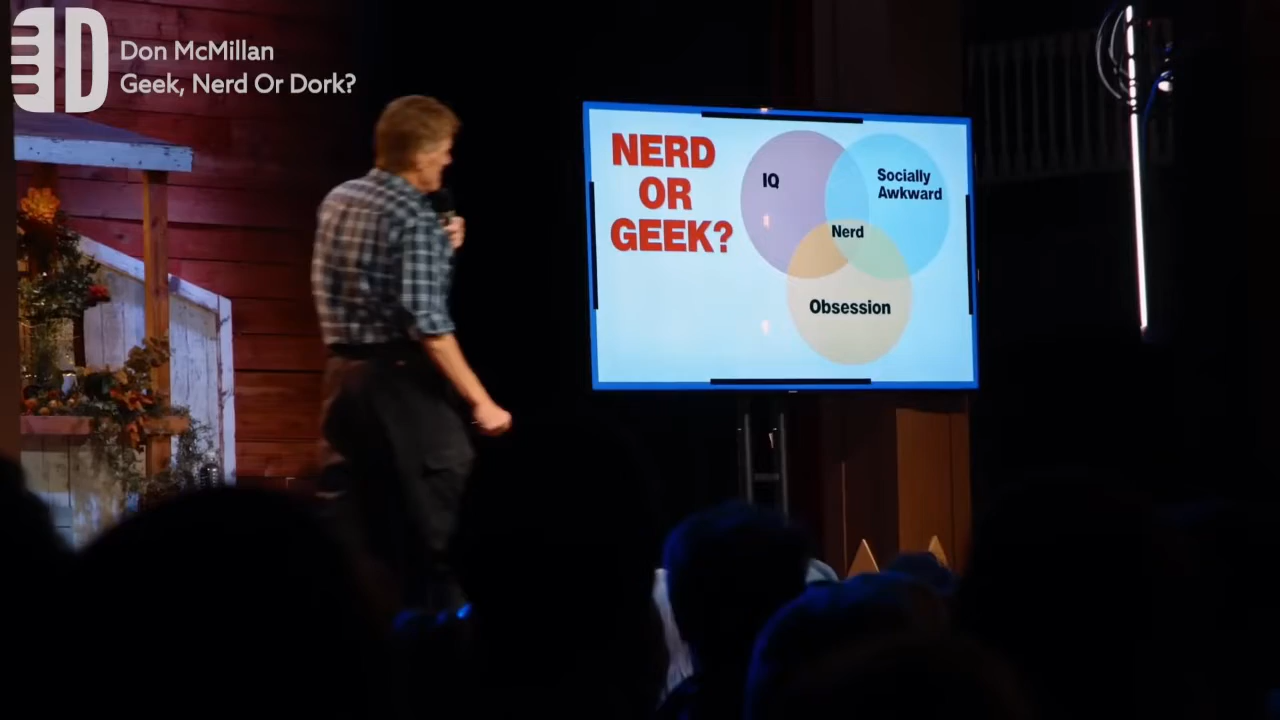 Don McMillan
Geek, Nerd Or Dork?
NERD
OR
GEEK?
IQ
Socially
Awkward
Nerd
Obsession